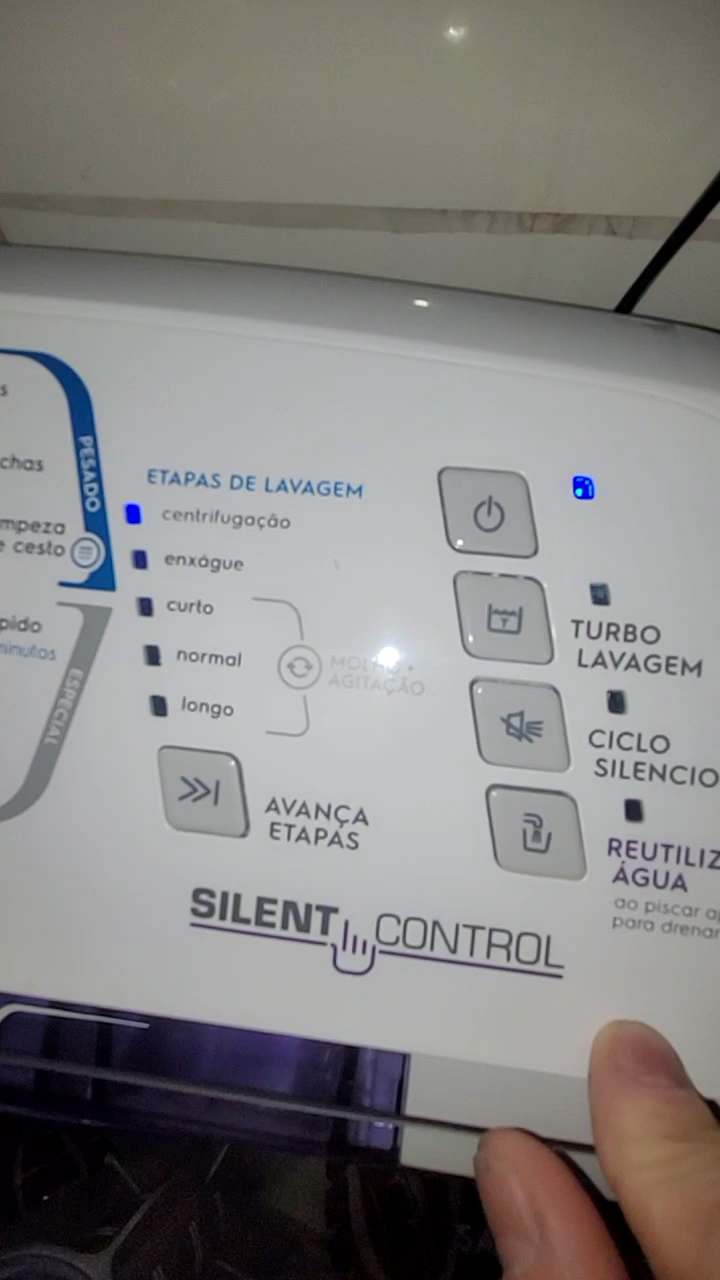 PESADO
chas
mpeza
e cesto
pido
minutos
ESPECIAL
ETAPAS DE LAVAGEM
centrifugação
enxágue
curto
normal
longo
MOLHO +
AGITAÇÃO
AVANÇA
ETAPAS
TURBO
LAVAGEM
CICLO
SILENCIO
REUTILIZ
ÁGUA
ao piscar a
para drenar
SILENT CONTROL